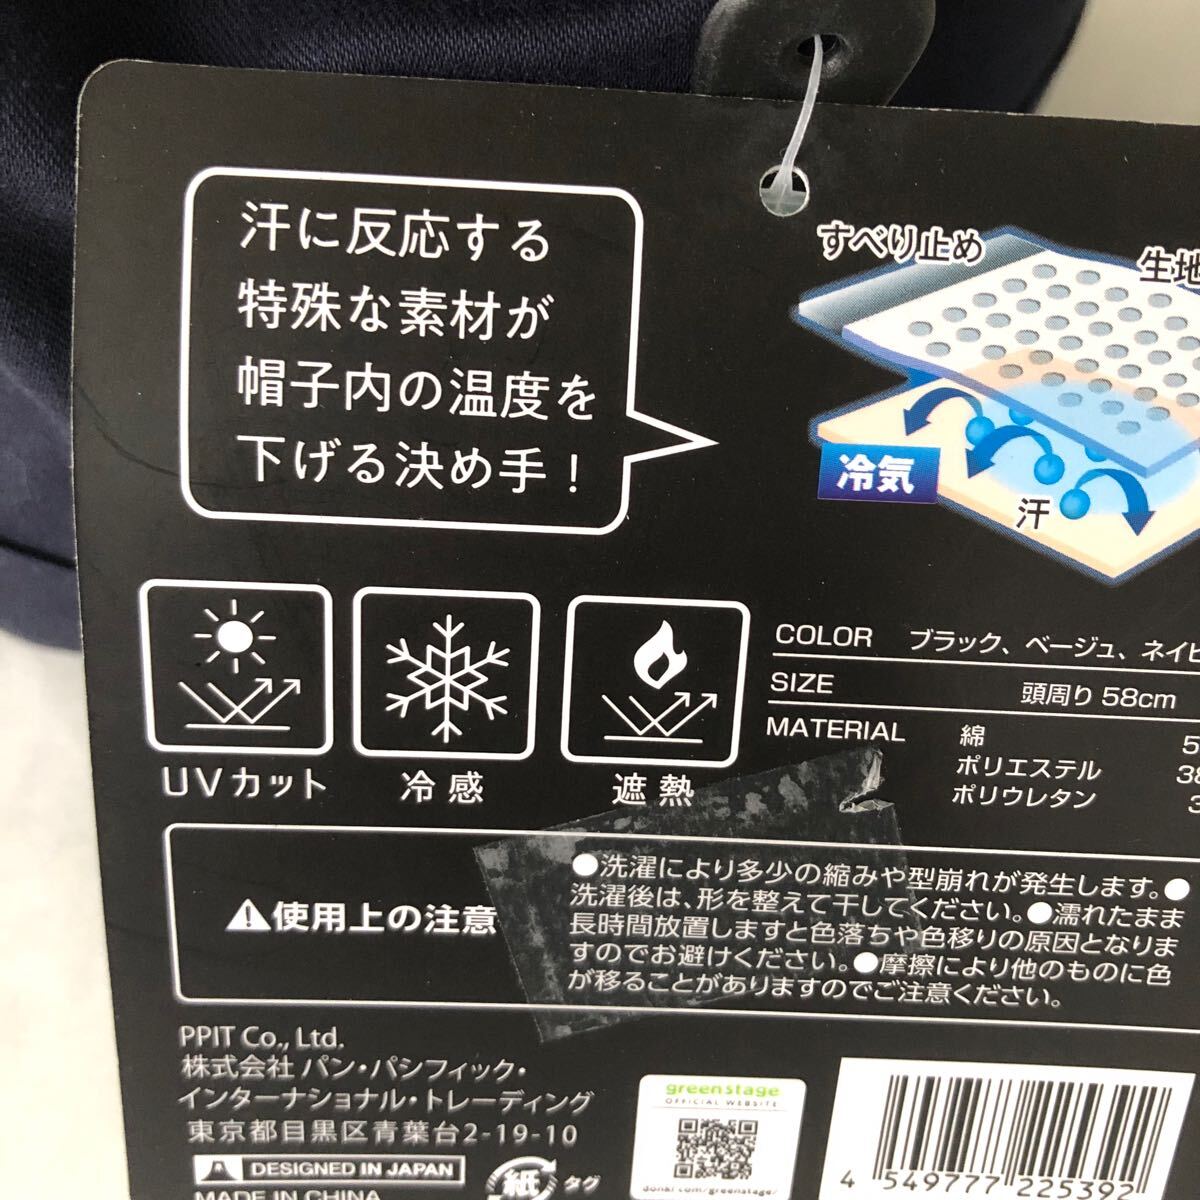 汗に反応する
特殊な素材が
帽子内の温度を
下げる決め手!
すべり止め
生地
冷気
汗
UVカット
冷感
遮熱
COLOR ブラック、ベージュ、ネイビ
SIZE 頭周り 58cm
MATERIAL 綿 5
ポリエステル 38
ポリウレタン 3
⚠使用上の注意
●洗濯により多少の縮みや型崩れが発生します。●
洗濯後は、形を整えて干してください。●濡れたまま
長時間放置しますと色落ちや色移りの原因となりま
すのでお避けください。●摩擦により他のものに色
が移ることがありますのでご注意ください。
PPIT Co., Ltd.
株式会社 パン・パシフィック・
インターナショナル・トレーディング
東京都目黒区青葉台2-19-10
DESIGNED IN JAPAN
MADE IN CHINA
紙 タグ
greenstage
OFFICIAL WEBSITE
donki.com/greenstage/
4 549777 225392